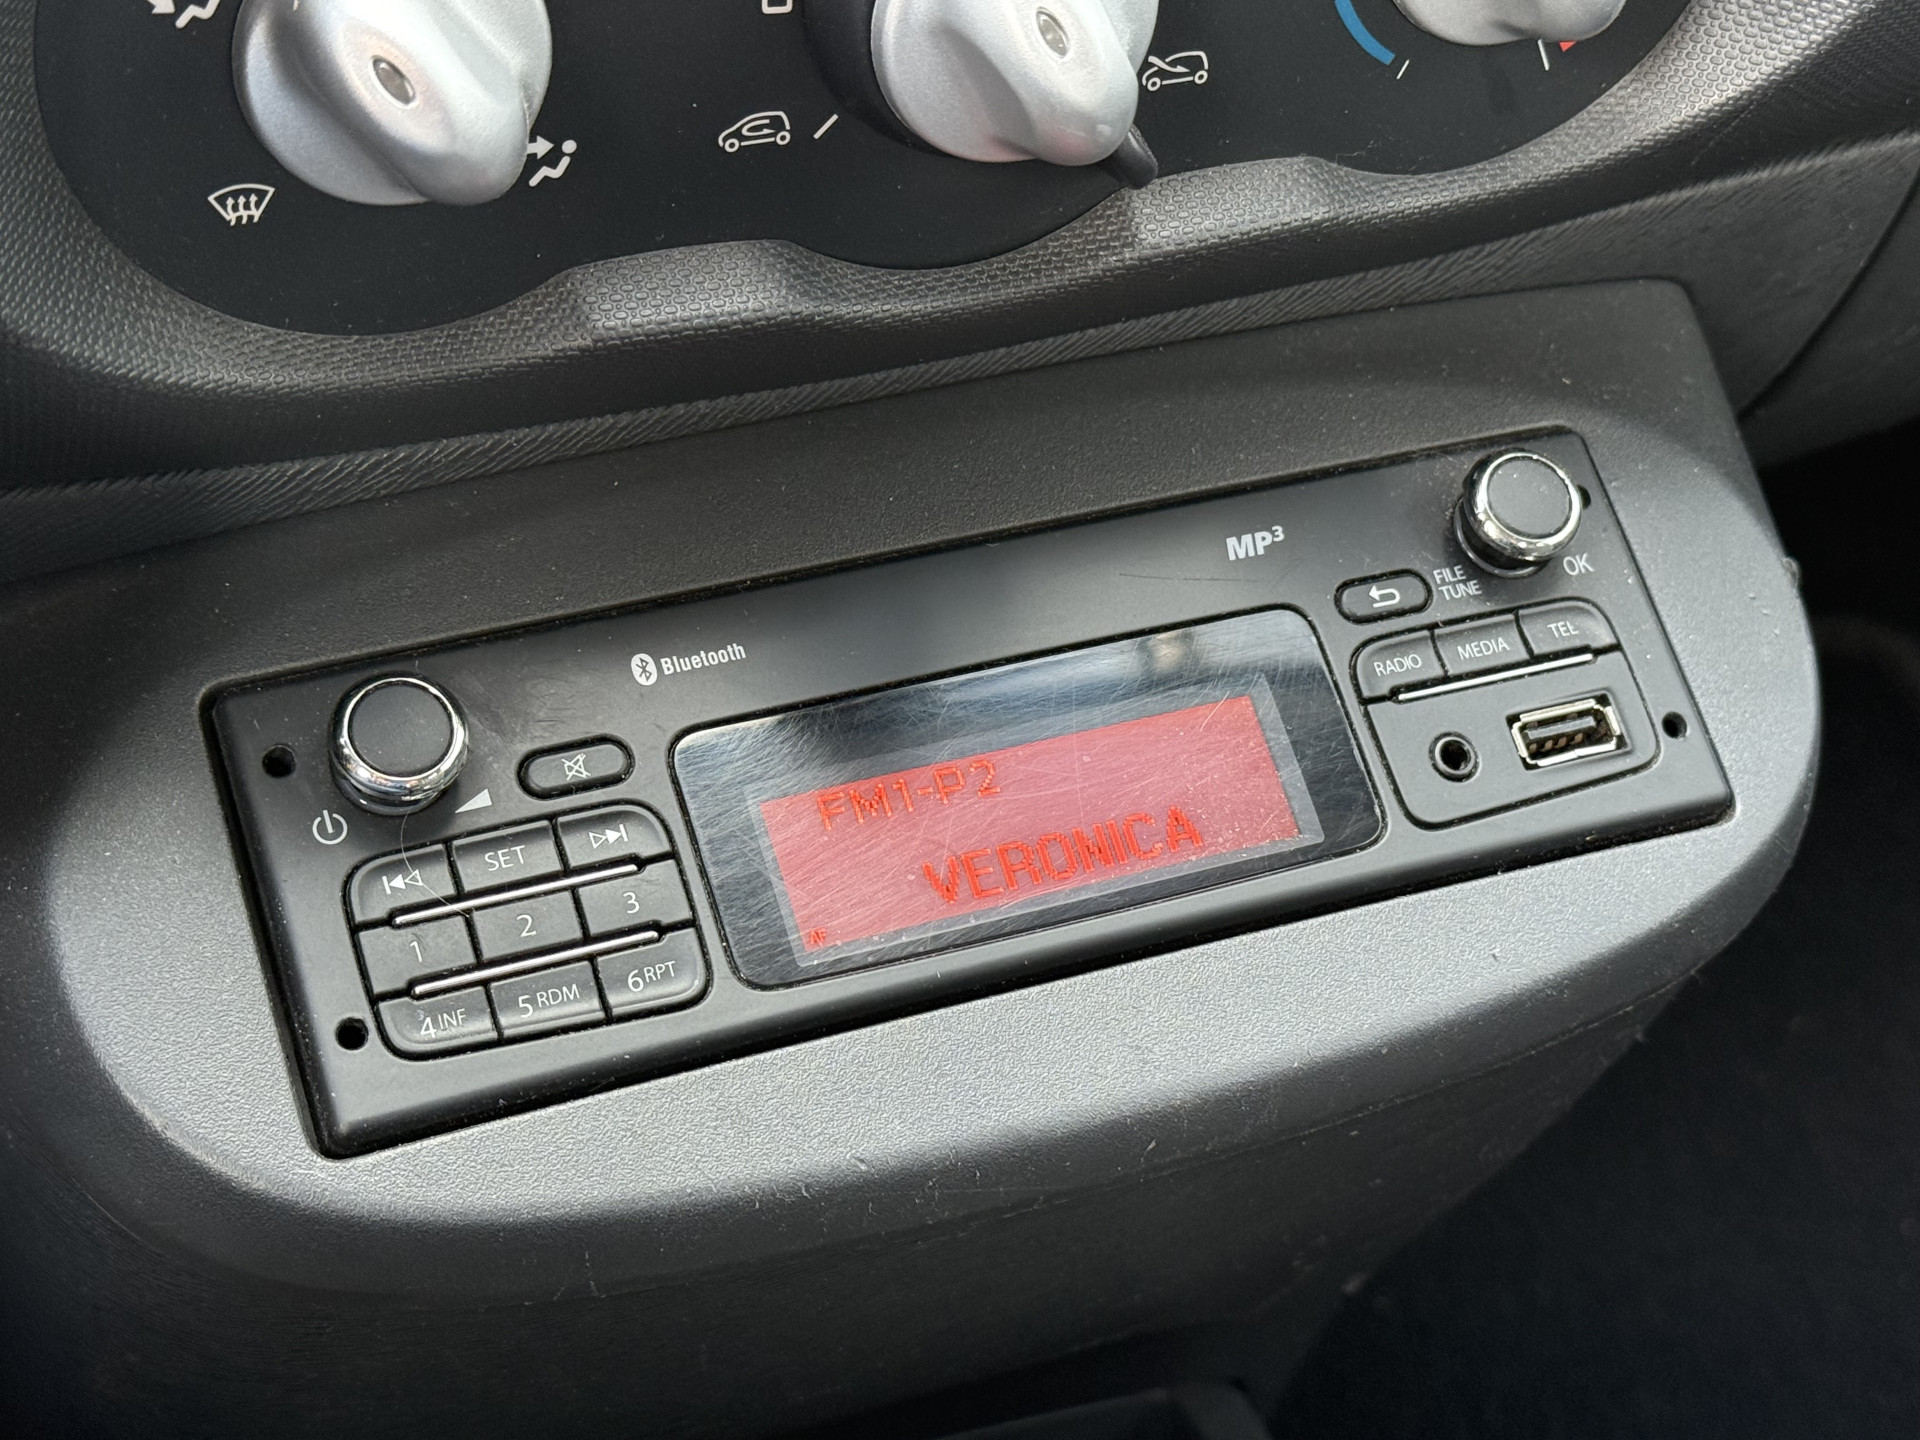 MP3
OK
FILE
TUNE
Bluetooth
RADIO MEDIA TEL
FM1-P2
VERONICA
AF
SET
1 2 3
4 INF 5 RDM 6 RPT